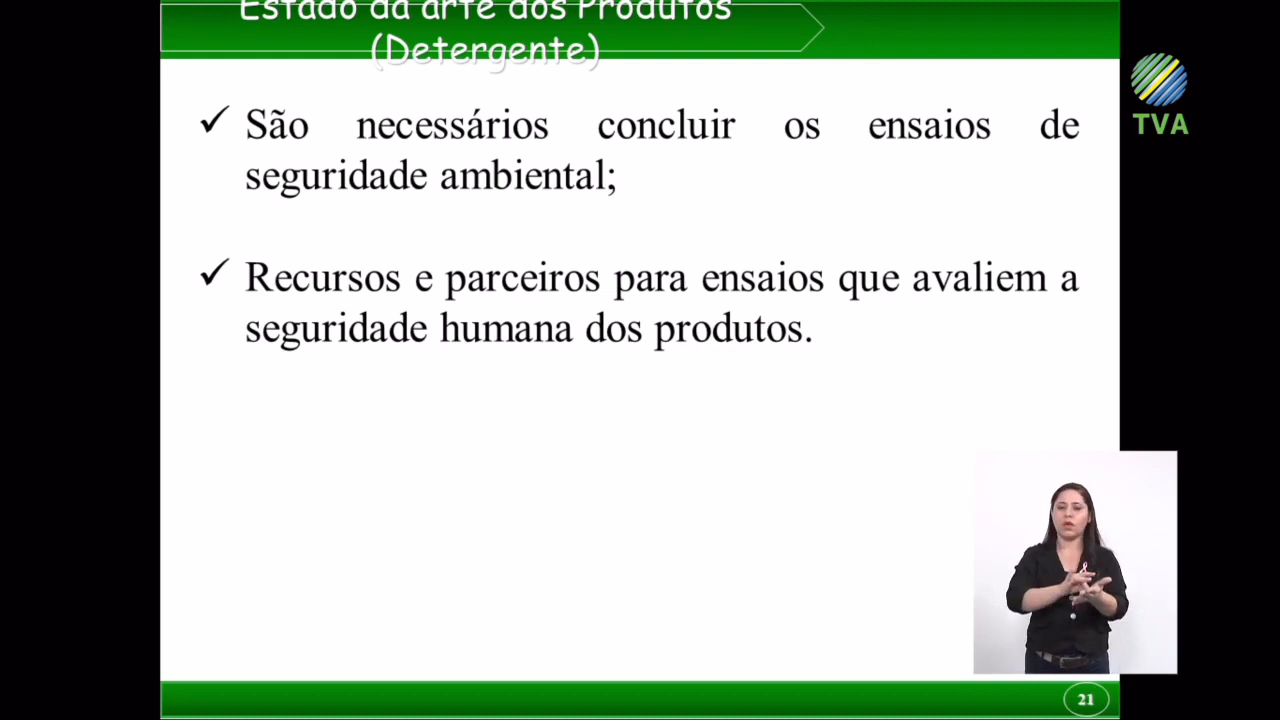 Estado da arte dos Produtos
(Detergente)
TVA
✓ São necessários concluir os ensaios de
seguridade ambiental;
✓ Recursos e parceiros para ensaios que avaliem a
seguridade humana dos produtos.
21